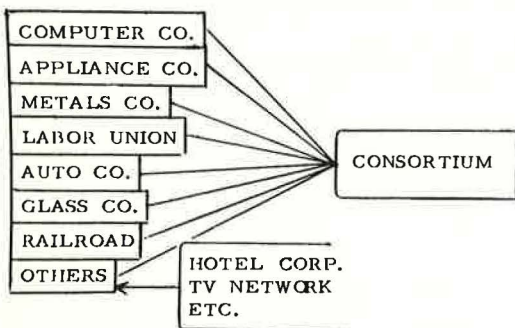 COMPUTER CO.
APPLIANCE CO.
METALS CO.
LABOR UNION
AUTO CO.
GLASS CO.
RAILROAD
OTHERS
CONSORTIUM
HOTEL CORP.
TV NETWORK
ETC.